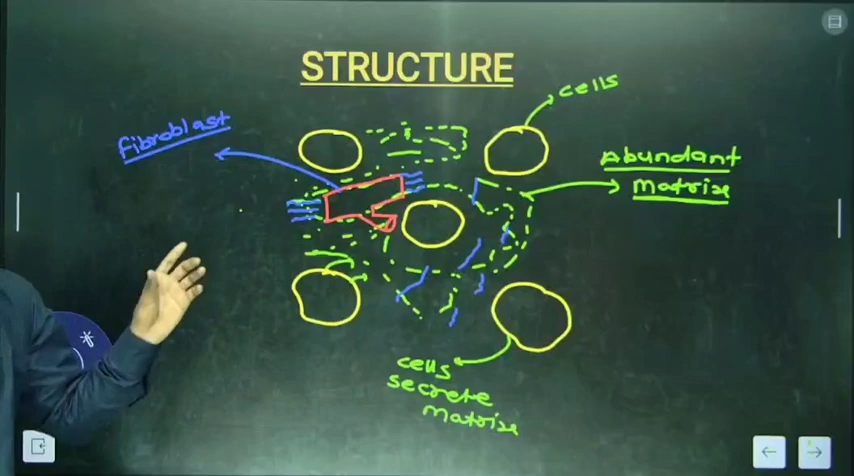 STRUCTURE
cells
fibroblast
Abundant
matrix
cells
secrete
matrix